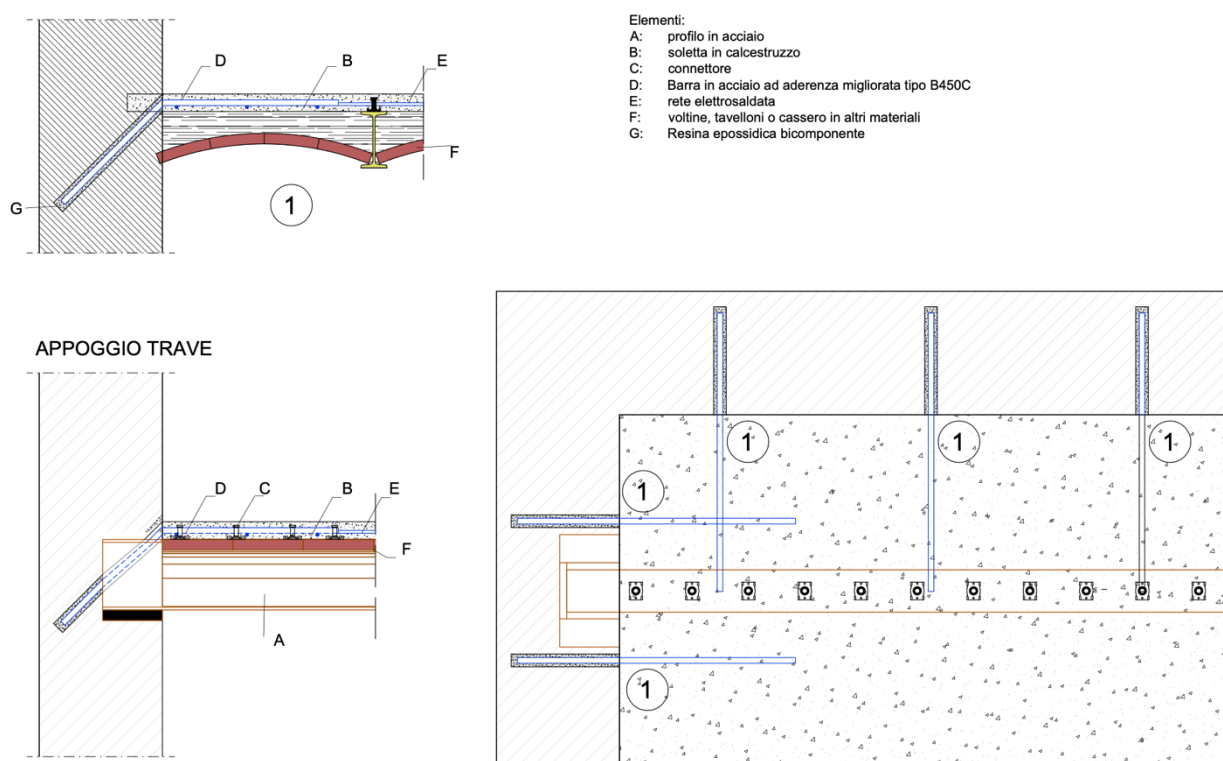 Elementi:
A: profilo in acciaio
B: soletta in calcestruzzo
C: connettore
D: Barra in acciaio ad aderenza migliorata tipo B450C
E: rete elettrosaldata
F: voltine, tavelloni o cassero in altri materiali
G: Resina epossidica bicomponente
D
B
E
F
G
1
APPOGGIO TRAVE
D
C
B
E
F
A
1
1
1
1
1